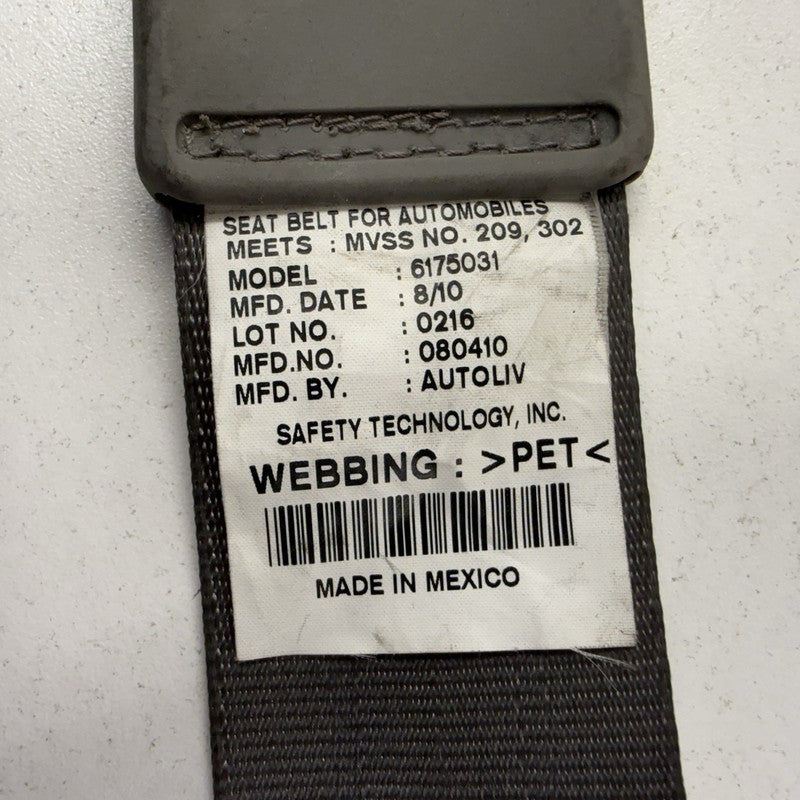 SEAT BELT FOR AUTOMOBILES
MEETS : MVSS NO. 209, 302
MODEL : 6175031
MFD. DATE : 8/10
LOT NO. : 0216
MFD.NO. : 080410
MFD. BY. : AUTOLIV
SAFETY TECHNOLOGY, INC.
WEBBING : >PET<
MADE IN MEXICO